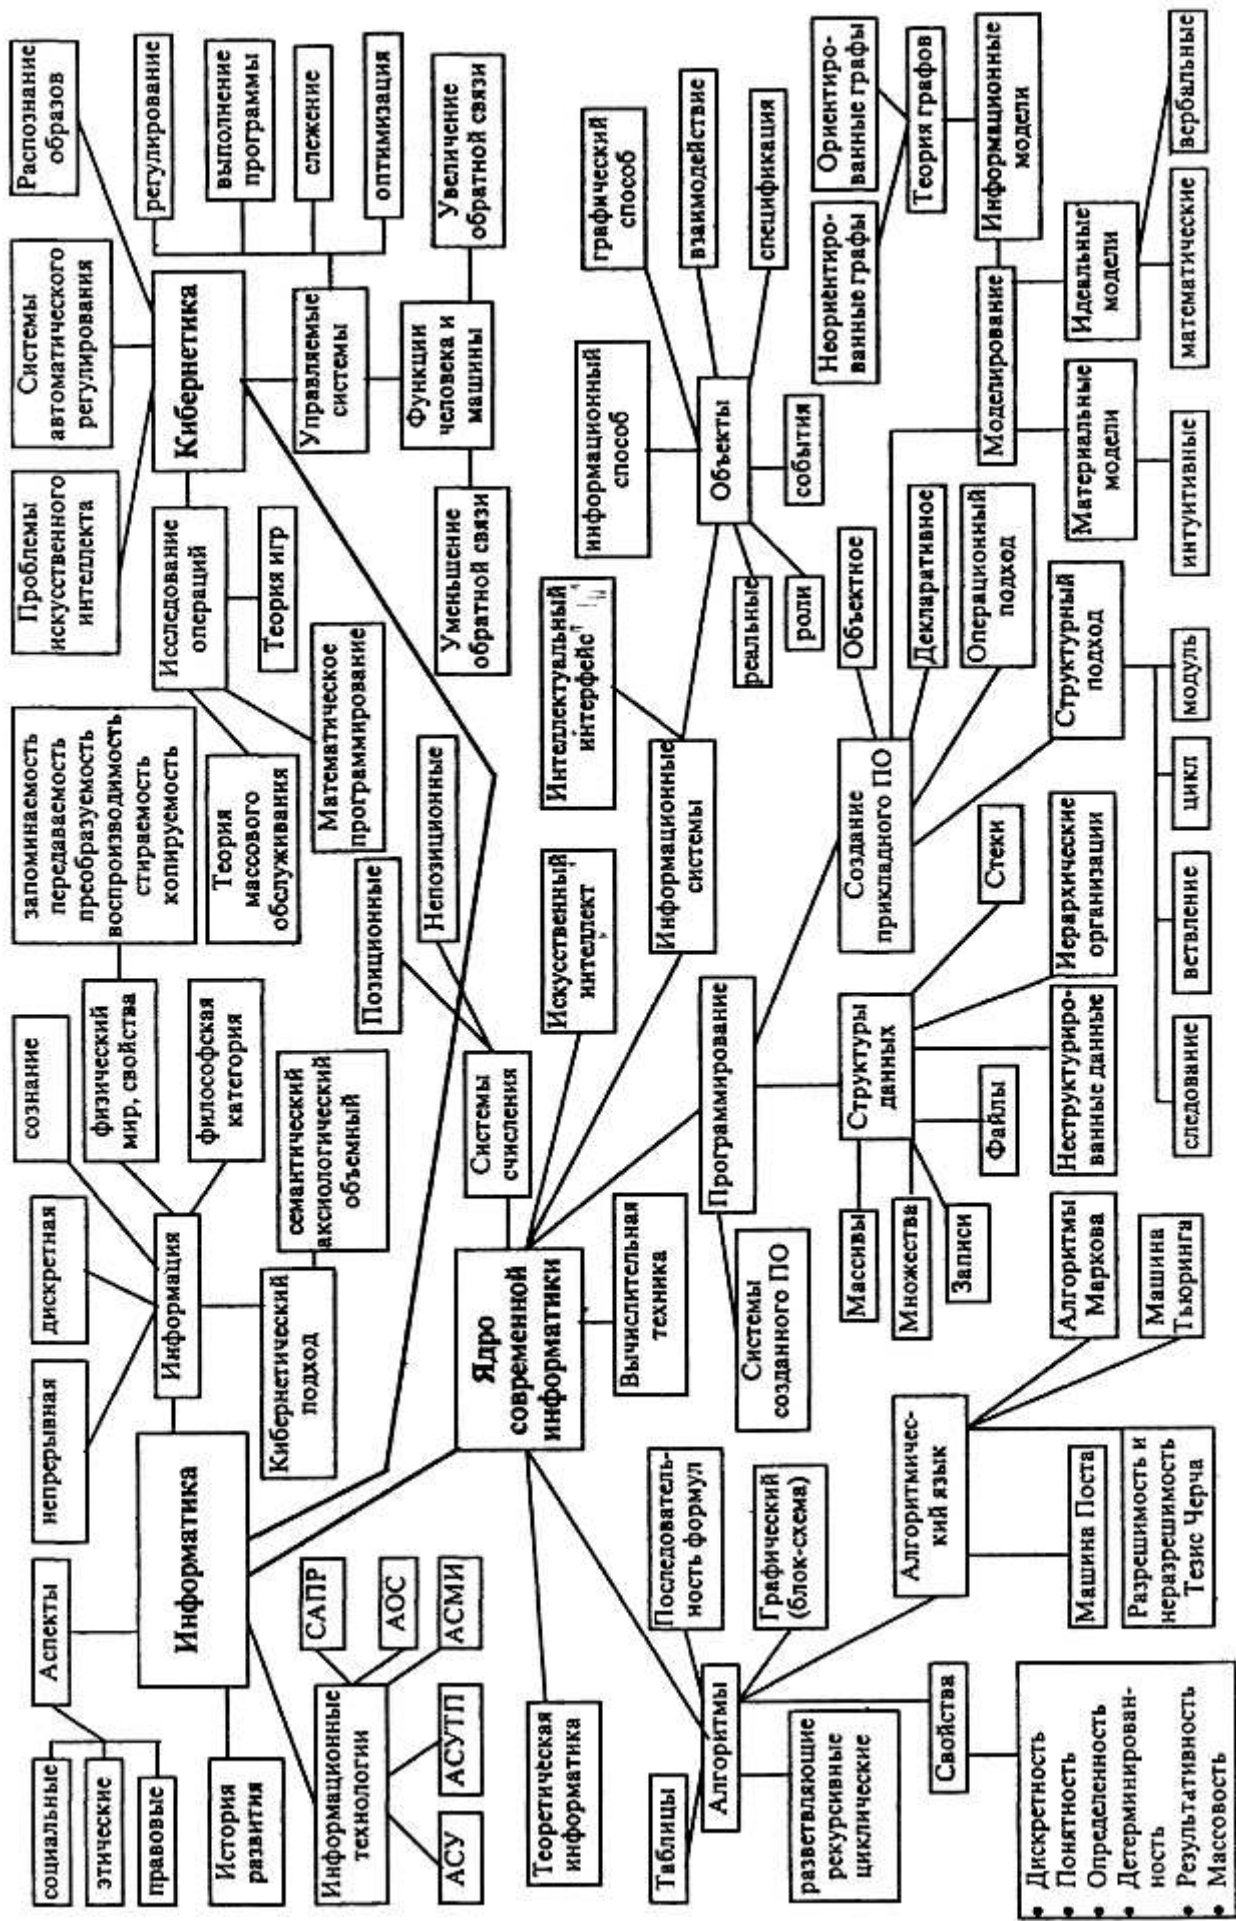 социальные
этические
правовые
Аспекты
непрерывная
дискретная
сознание
запоминаемость
передаваемость
преобразуемость
воспроизводимость
стираемость
копируемость
Проблемы
искусственного
интеллекта
Системы
автоматического
регулирования
Распознание
образов
История
развития
Информатика
Информация
физический
мир, свойства
философская
категория
Исследование
операций
Кибернетика
регулирование
выполнение
программы
слежение
оптимизация
Информационные
технологии
САПР
АОС
АСМИ
АСУ
АСУТП
Кибернетический
подход
семантический
аксиологический
объемный
Теория
массового
обслуживания
Теория игр
Математическое
программирование
Управляемые
системы
Позиционные
Непозиционные
Функции
человека и
машины
Уменьшение
обратной связи
Увеличение
обратной связи
Теоретическая
информатика
Ядро
современной
информатики
Системы
счисления
Искусственный
интеллект
Интеллектуальный
интерфейс
информационный
способ
графический
способ
Вычислительная
техника
Информационные
системы
Объекты
взаимодействие
спецификация
реальные
роли
события
Таблицы
Алгоритмы
Последователь-
ность формул
Графический
(блок-схема)
разветвляющие
рекурсивные
циклические
Системы
созданного ПО
Программирование
Массивы
Множества
Записи
Структуры
данных
Файлы
Стеки
Создание
прикладного ПО
Объектное
Декларативное
Операционный
подход
Неориентиро-
ванные графы
Ориентиро-
ванные графы
Теория графов
Свойства
Алгоритмичес-
кий язык
Моделирование
Информационные
модели
Дискретность
Понятность
Определенность
Детерминирован-
ность
Результативность
Массовость
Машина Поста
Разрешимость и
неразрешимость
Тезис Черча
Алгоритмы
Маркова
Машина
Тьюринга
Неструктуриро-
ванные данные
Иерархические
организации
Структурный
подход
Материальные
модели
Идеальные
модели
следование
ветвление
цикл
модуль
интуитивные
математические
вербальные